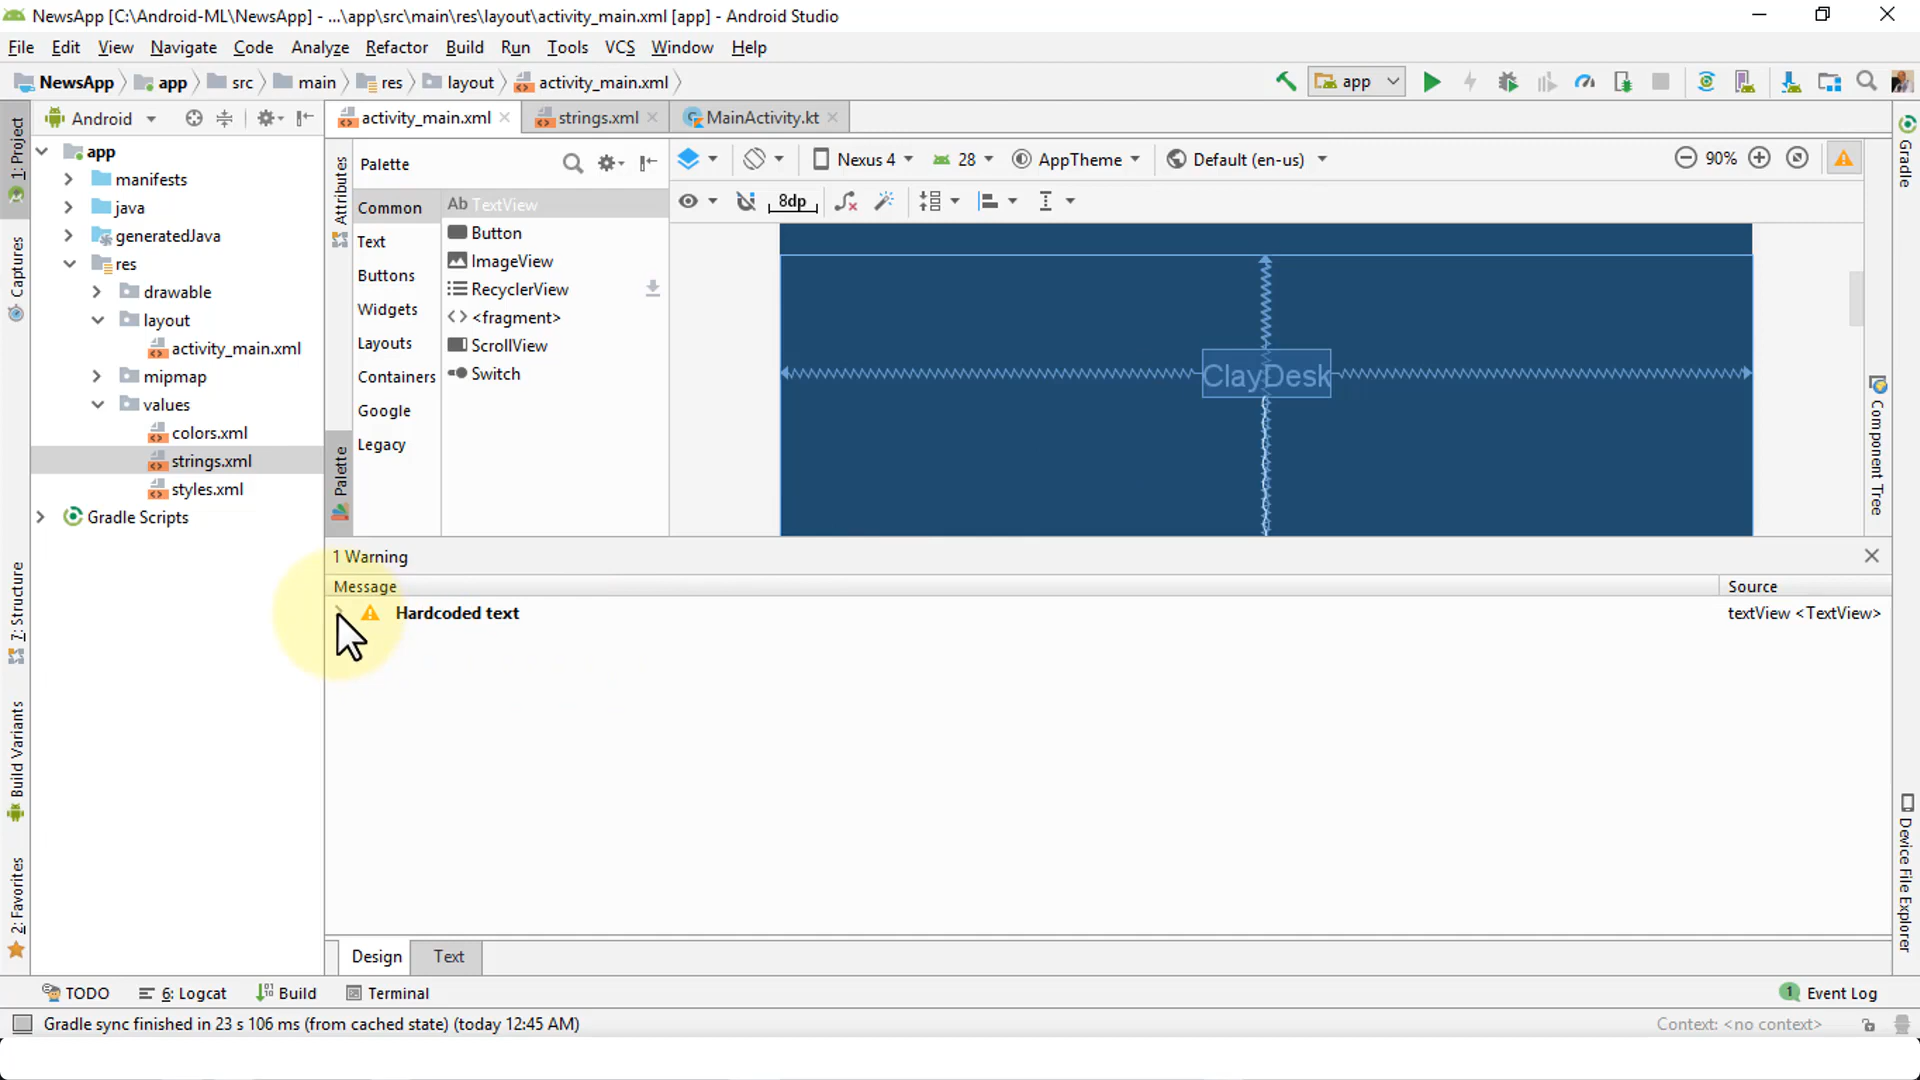 NewsApp [C:\Android-ML\NewsApp] - ...\app\src\main\res\layout\activity_main.xml [app] - Android Studio
File Edit View Navigate Code Analyze Refactor Build Run Tools VCS Window Help
NewsApp app src main res layout activity_main.xml app
Android
activity_main.xml strings.xml MainActivity.kt
app
manifests
java
generatedJava
res
drawable
layout
activity_main.xml
mipmap
values
colors.xml
strings.xml
styles.xml
Gradle Scripts
1: Project
Captures
7: Structure
Build Variants
2: Favorites
Attributes
Palette
Palette
Common
Text
Buttons
Widgets
Layouts
Containers
Google
Legacy
Ab TextView
Button
ImageView
RecyclerView
<fragment>
ScrollView
Switch
Nexus 4 28 AppTheme Default (en-us) 90%
8dp
ClayDesk
Gradle
Component Tree
Device File Explorer
1 Warning
Message Source
Hardcoded text textView <TextView>
Design Text
TODO 6: Logcat Build Terminal 1 Event Log
Gradle sync finished in 23 s 106 ms (from cached state) (today 12:45 AM) Context: <no context>